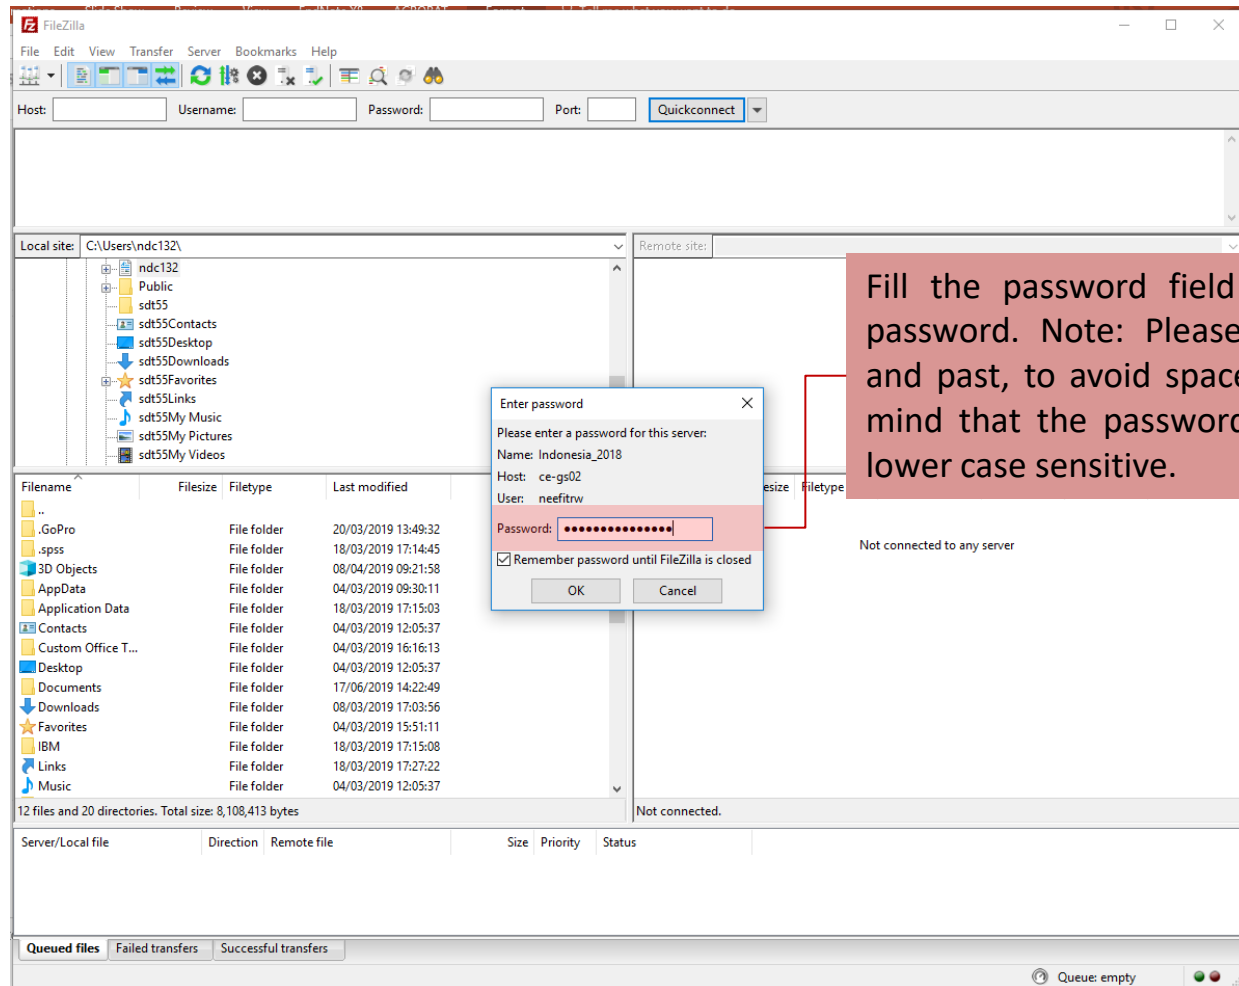 FileZilla
File Edit View Transfer Server Bookmarks Help
Host: Username: Password: Port: Quickconnect
Local site: C:\Users\ndc132\
Remote site:
ndc132
Public
sdt55
sdt55Contacts
sdt55Desktop
sdt55Downloads
sdt55Favorites
sdt55Links
sdt55My Music
sdt55My Pictures
sdt55My Videos
Fill the password field
password. Note: Please
and past, to avoid space
mind that the password
lower case sensitive.
Enter password
Please enter a password for this server:
Name: Indonesia_2018
Host: ce-gs02
User: neefitrw
Password: ●●●●●●●●●●●●●●●
Remember password until FileZilla is closed
OK Cancel
Filename Filesize Filetype Last modified
..
.GoPro File folder 20/03/2019 13:49:32
.spss File folder 18/03/2019 17:14:45
3D Objects File folder 08/04/2019 09:21:58
AppData File folder 04/03/2019 09:30:11
Application Data File folder 18/03/2019 17:15:03
Contacts File folder 04/03/2019 12:05:37
Custom Office T... File folder 04/03/2019 16:16:13
Desktop File folder 04/03/2019 12:05:37
Documents File folder 17/06/2019 14:22:49
Downloads File folder 08/03/2019 17:03:56
Favorites File folder 04/03/2019 15:51:11
IBM File folder 18/03/2019 17:15:08
Links File folder 18/03/2019 17:27:22
Music File folder 04/03/2019 12:05:37
12 files and 20 directories. Total size: 8,108,413 bytes
esize Filetype
Not connected to any server
Not connected.
Server/Local file Direction Remote file Size Priority Status
Queued files Failed transfers Successful transfers
Queue: empty